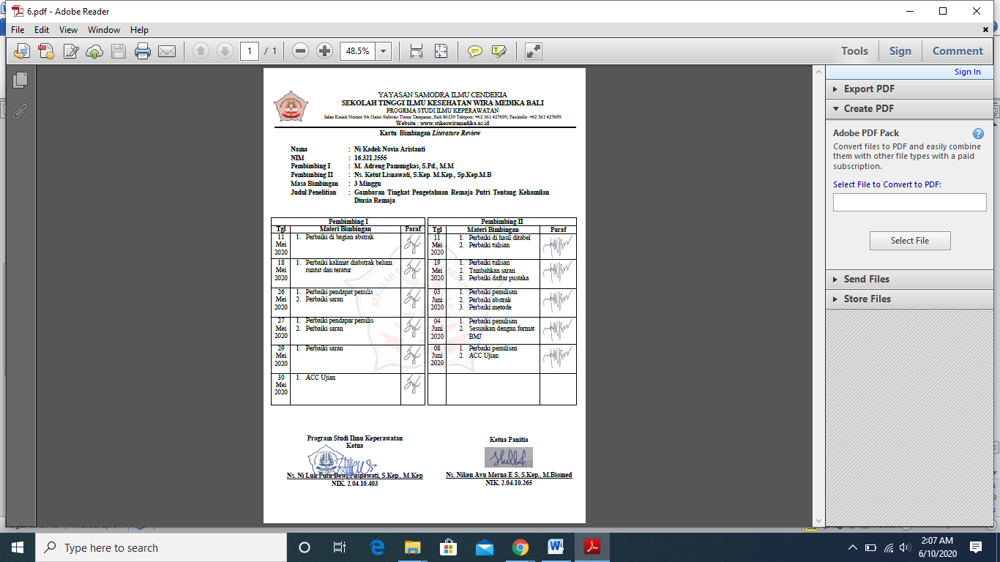 6.pdf - Adobe Reader
File Edit View Window Help
1 / 1 48.5% Tools Sign Comment
Sign In
Export PDF
Create PDF
Adobe PDF Pack
Convert files to PDF and easily combine
them with other file types with a paid
subscription.
Select File to Convert to PDF:
Select File
Send Files
Store Files
YAYASAN SAMODRA ILMU CENDEKIA
SEKOLAH TINGGI ILMU KESEHATAN WIRA MEDIKA BALI
PROGRMA STUDI ILMU KEPERAWATAN
Jalan Kecak Nomor 9A Gatot Subroto Timur Denpasar, Bali 80239 Telepon: +62 361 427699, Faximile: +62 361 427699
Website : www.stikeswiramedika.ac.id
Kartu Bimbingan Literature Review
Nama : Ni Kadek Novia Aristanti
NIM : 16.321.2555
Pembimbing I : M. Adreng Pamungkas, S.Pd., M.M
Pembimbing II : Ns. Ketut Lisnawati, S.Kep. M.Kep., Sp.Kep.M.B
Masa Bimbingan : 3 Minggu
Judul Penelitian : Gambaran Tingkat Pengetahuan Remaja Putri Tentang Kehamilan
Diusia Remaja
Pembimbing I
Tgl Materi Bimbingan Paraf
11 1. Perbaiki di bagian abstrak
Mei
2020
18 1. Perbaiki kalimat diabstrak belum
Mei runtut dan teratur
2020
26 1. Perbaiki pendapat penulis
Mei 2. Perbaiki saran
2020
27 1. Perbaiki pendapar penulis
Mei 2. Perbaiki saran
2020
29 1. Perbaiki saran
Mei
2020
30 1. ACC Ujian
Mei
2020
Pembimbing II
Tgl Materi Bimbingan Paraf
11 1. Perbaiki di hasil ditabel
Mei 2. Perbaiki tulisan
2020
19 1. Perbaiki tulisan
Mei 2. Tambahkan saran
2020 3. Perbaiki daftar pustaka
03 1. Perbaiki penulisan
Juni 2. Perbaiki abstrak
2020 3. Perbaiki metode
04 1. Perbaiki penulisan
Juni 2. Sesuaikan dengan format
2020 BMJ
08 1. Perbaiki penulisan
Juni 2. ACC Ujian
2020
Program Studi Ilmu Keperawatan
Ketua
Ns. Ni Luh Putu Dewi Puspawati, S.Kep., M.Kep
NIK. 2.04.10.403
Ketua Panitia
Ns. Niken Ayu Merna E S, S.Kep., M.Biomed
NIK. 2.04.10.265
Type here to search
2:07 AM
6/10/2020